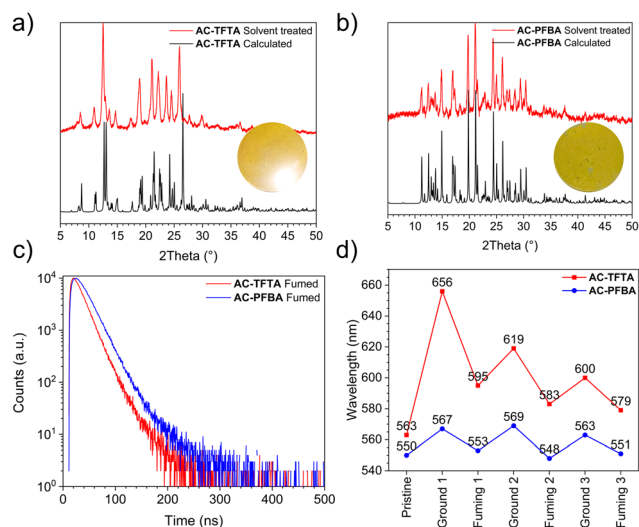 a)
AC-TFTA Solvent treated
AC-TFTA Calculated
5 10 15 20 25 30 35 40 45 50
2Theta (°)
b)
AC-PFBA Solvent treated
AC-PFBA Calculated
5 10 15 20 25 30 35 40 45 50
2Theta (°)
c)
AC-TFTA Fumed
AC-PFBA Fumed
Counts (a.u.)
10⁴
10³
10²
10¹
10⁰
0 100 200 300 400 500
Time (ns)
d)
AC-TFTA
AC-PFBA
Wavelength (nm)
660
640
620
600
580
560
540
656
619
595
600
583
579
563
550
567
553
569
548
563
551
Pristine
Ground 1
Fuming 1
Ground 2
Fuming 2
Ground 3
Fuming 3